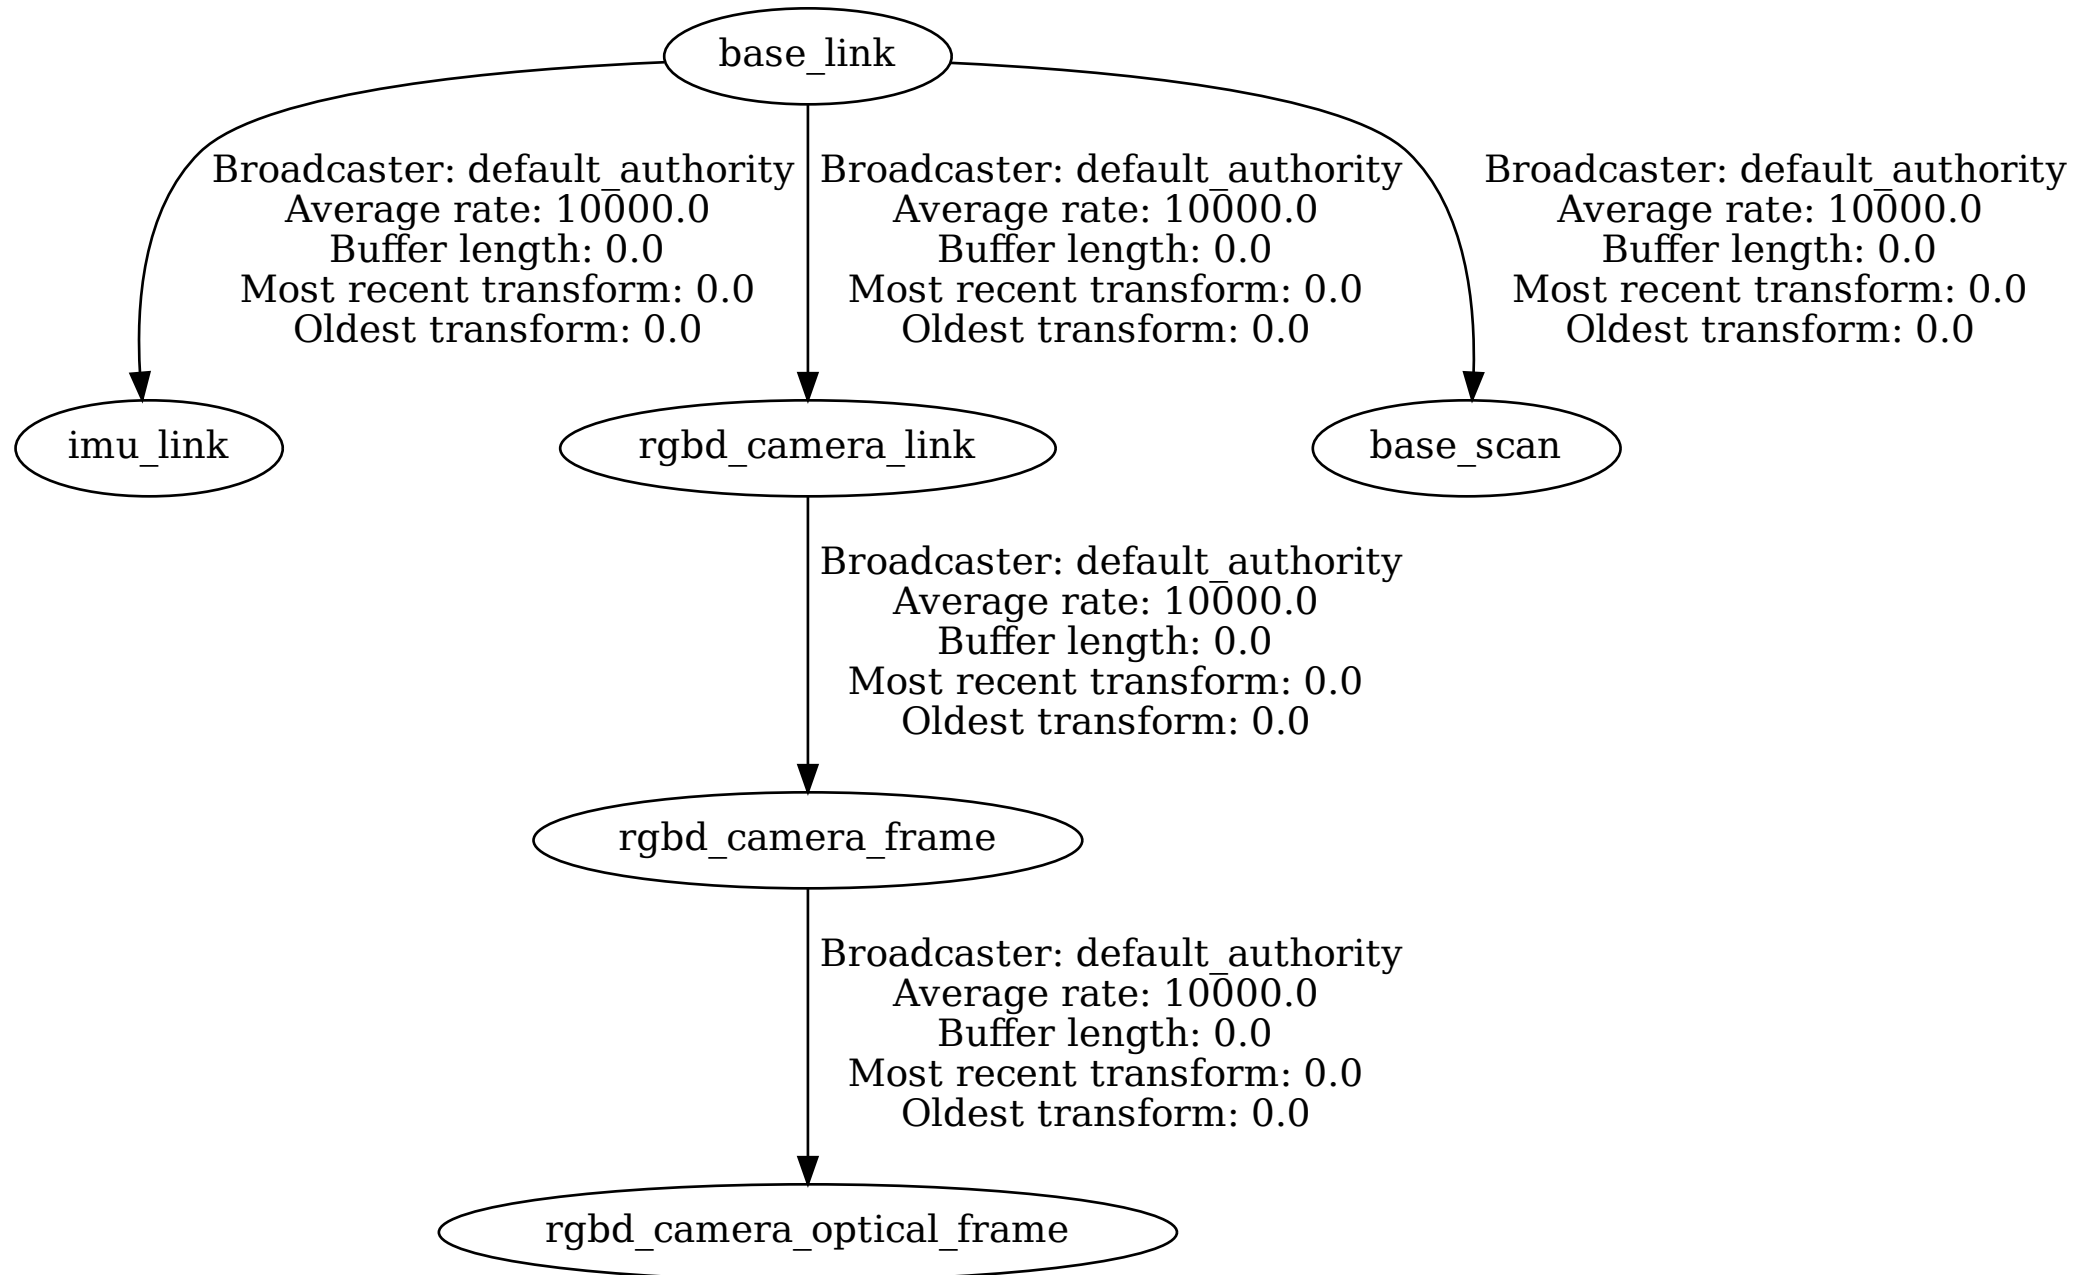 base_link
Broadcaster: default_authority
Average rate: 10000.0
Buffer length: 0.0
Most recent transform: 0.0
Oldest transform: 0.0
Broadcaster: default_authority
Average rate: 10000.0
Buffer length: 0.0
Most recent transform: 0.0
Oldest transform: 0.0
Broadcaster: default_authority
Average rate: 10000.0
Buffer length: 0.0
Most recent transform: 0.0
Oldest transform: 0.0
imu_link
rgbd_camera_link
base_scan
Broadcaster: default_authority
Average rate: 10000.0
Buffer length: 0.0
Most recent transform: 0.0
Oldest transform: 0.0
rgbd_camera_frame
Broadcaster: default_authority
Average rate: 10000.0
Buffer length: 0.0
Most recent transform: 0.0
Oldest transform: 0.0
rgbd_camera_optical_frame